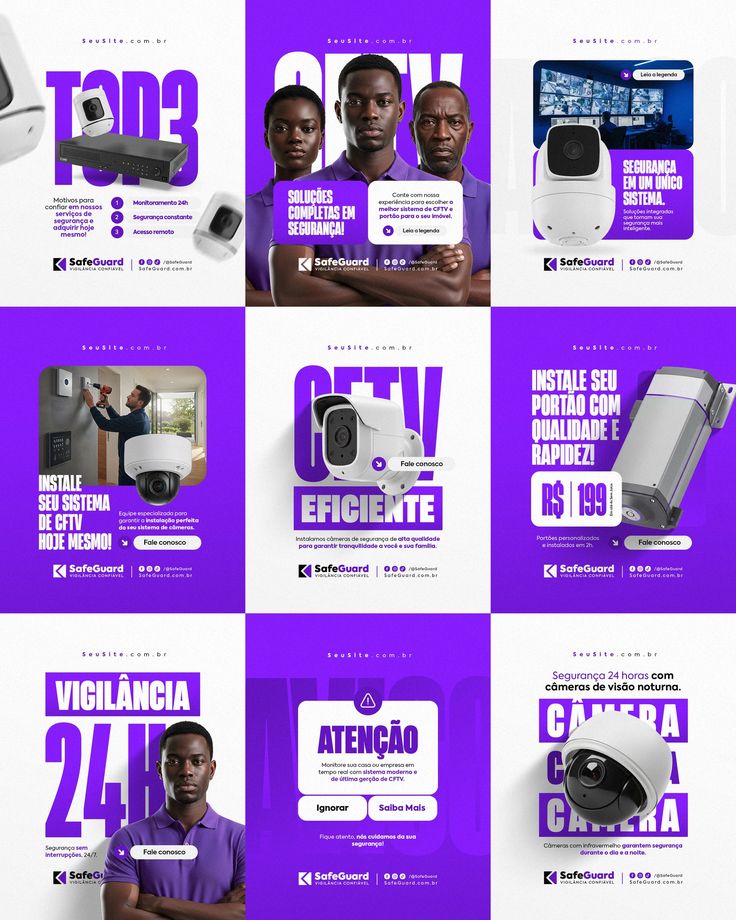 SeuSite.com.br
TOP3
Motivos para
confiar em nossos
serviços de
segurança e
adquirir hoje
mesmo!
1 Monitoramento 24h
2 Segurança constante
3 Acesso remoto
SafeGuard
VIGILÂNCIA CONFIÁVEL
/@SafeGuard
SafeGuard.com.br
SeuSite.com.br
CFTV
SOLUÇÕES
COMPLETAS EM
SEGURANÇA!
Conte com nossa
experiência para escolher a
melhor sistema de CFTV e
portão para o seu imóvel.
Leia a legenda
SafeGuard
VIGILÂNCIA CONFIÁVEL
/@SafeGuard
SafeGuard.com.br
SeuSite.com.br
Leia a legenda
SEGURANÇA
EM UM ÚNICO
SISTEMA.
Soluções integradas
que tornam sua
segurança mais
inteligente.
SafeGuard
VIGILÂNCIA CONFIÁVEL
/@SafeGuard
SafeGuard.com.br
SeuSite.com.br
INSTALE
SEU SISTEMA
DE CFTV
HOJE MESMO!
Equipe especializada para
garantir a instalação perfeita
do seu sistema de câmeras.
Fale conosco
SafeGuard
VIGILÂNCIA CONFIÁVEL
/@SafeGuard
SafeGuard.com.br
SeuSite.com.br
CFTV
Fale conosco
EFICIENTE
Instalamos câmeras de segurança de alta qualidade
para garantir tranquilidade a você e sua família.
SafeGuard
VIGILÂNCIA CONFIÁVEL
/@SafeGuard
SafeGuard.com.br
SeuSite.com.br
INSTALE SEU
PORTÃO COM
QUALIDADE E
RAPIDEZ!
R$ 199
Portões personalizados
e instalados em 2h.
Fale conosco
SafeGuard
VIGILÂNCIA CONFIÁVEL
/@SafeGuard
SafeGuard.com.br
SeuSite.com.br
VIGILÂNCIA
24H
Segurança sem
interrupções, 24/7.
Fale conosco
SafeGu
VIGILÂNCIA CON
SeuSite.com.br
ATENÇÃO
Monitore sua casa ou empresa em
tempo real com sistema moderno e
de última gerção de CFTV.
Ignorar
Saiba Mais
Fique atento, nós cuidamos da sua
segurança!
SafeGuard
VIGILÂNCIA CONFIÁVEL
/@SafeGuard
SafeGuard.com.br
Segurança 24 horas com
câmeras de visão noturna.
CÂMERA
CÂMERA
CÂMERA
Câmeras com infravermelho garantem segurança
durante o dia e a noite.
SafeGuard
VIGILÂNCIA CONFIÁVEL
/@SafeGuard
SafeGuard.com.br